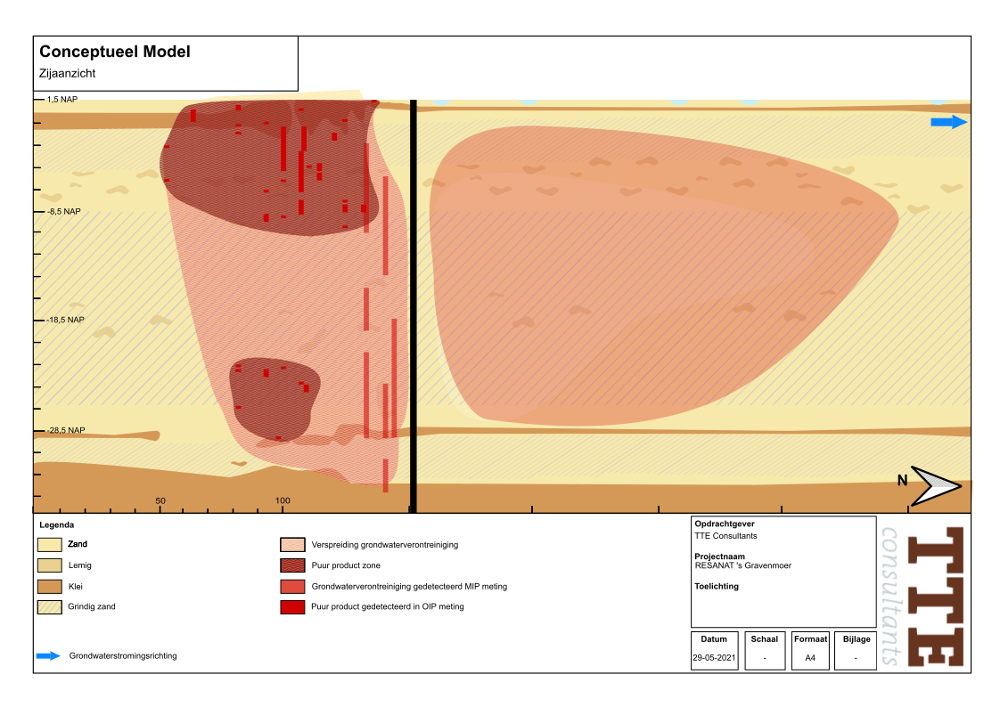 Conceptueel Model
Zijaanzicht
1,5 NAP
-8,5 NAP
-18,5 NAP
-28,5 NAP
50
100
N
Legenda
Zand
Lemig
Klei
Grindig zand
Grondwaterstromingsrichting
Verspreiding grondwaterverontreiniging
Puur product zone
Grondwaterverontreiniging gedetecteerd MIP meting
Puur product gedetecteerd in OIP meting
Opdrachtgever
TTE Consultants
Projectnaam
RESANAT 's Gravenmoer
Toelichting
Datum
29-05-2021
Schaal
-
Formaat
A4
Bijlage
-
TTE
consultants